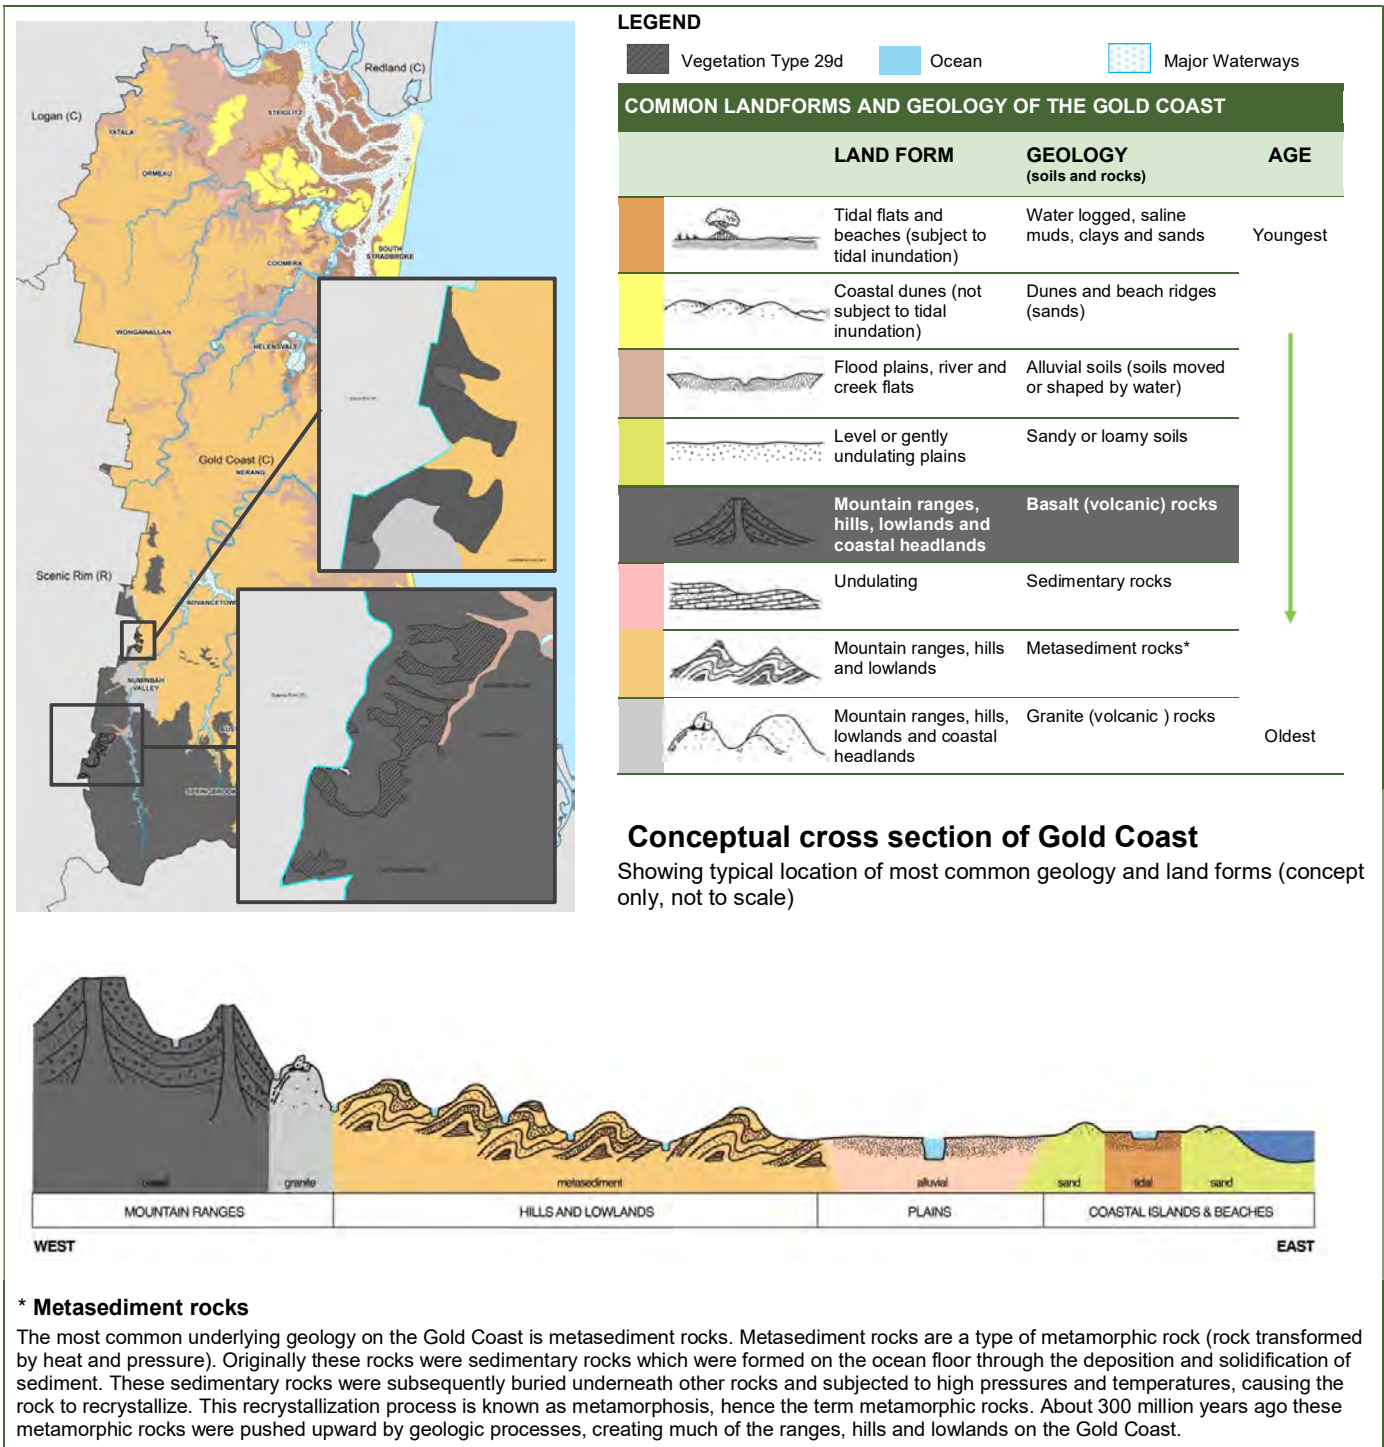 LEGEND
Vegetation Type 29d
Ocean
Major Waterways
Redland (C)
Logan (C)
STEIGLITZ
YATALA
ORMEAU
SOUTH
STRADBROKE
COOMERA
WONGAWALLAN
HELENSVALE
Gold Coast (C)
NERANG
Scenic Rim (R)
ADVANCETOWN
NUMINBAH
VALLEY
SPRINGBROOK
COMMON LANDFORMS AND GEOLOGY OF THE GOLD COAST
LAND FORM
GEOLOGY
(soils and rocks)
AGE
Tidal flats and
beaches (subject to
tidal inundation)
Water logged, saline
muds, clays and sands
Youngest
Coastal dunes (not
subject to tidal
inundation)
Dunes and beach ridges
(sands)
Flood plains, river and
creek flats
Alluvial soils (soils moved
or shaped by water)
Level or gently
undulating plains
Sandy or loamy soils
Mountain ranges,
hills, lowlands and
coastal headlands
Basalt (volcanic) rocks
Undulating
Sedimentary rocks
Mountain ranges, hills
and lowlands
Metasediment rocks*
Mountain ranges, hills,
lowlands and coastal
headlands
Granite (volcanic ) rocks
Oldest
Conceptual cross section of Gold Coast
Showing typical location of most common geology and land forms (concept
only, not to scale)
basalt
granite
metasediment
alluvial
sand
tidal
sand
MOUNTAIN RANGES
HILLS AND LOWLANDS
PLAINS
COASTAL ISLANDS & BEACHES
WEST
EAST
* Metasediment rocks
The most common underlying geology on the Gold Coast is metasediment rocks. Metasediment rocks are a type of metamorphic rock (rock transformed
by heat and pressure). Originally these rocks were sedimentary rocks which were formed on the ocean floor through the deposition and solidification of
sediment. These sedimentary rocks were subsequently buried underneath other rocks and subjected to high pressures and temperatures, causing the
rock to recrystallize. This recrystallization process is known as metamorphosis, hence the term metamorphic rocks. About 300 million years ago these
metamorphic rocks were pushed upward by geologic processes, creating much of the ranges, hills and lowlands on the Gold Coast.